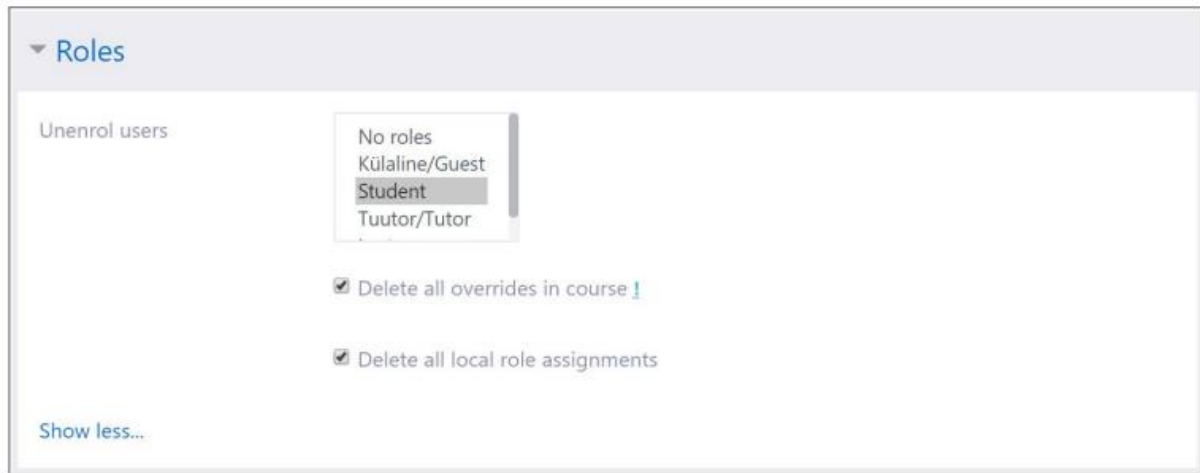 Roles
Unenrol users
No roles
Külaline/Guest
Student
Tuutor/Tutor
Delete all overrides in course !
Delete all local role assignments
Show less...